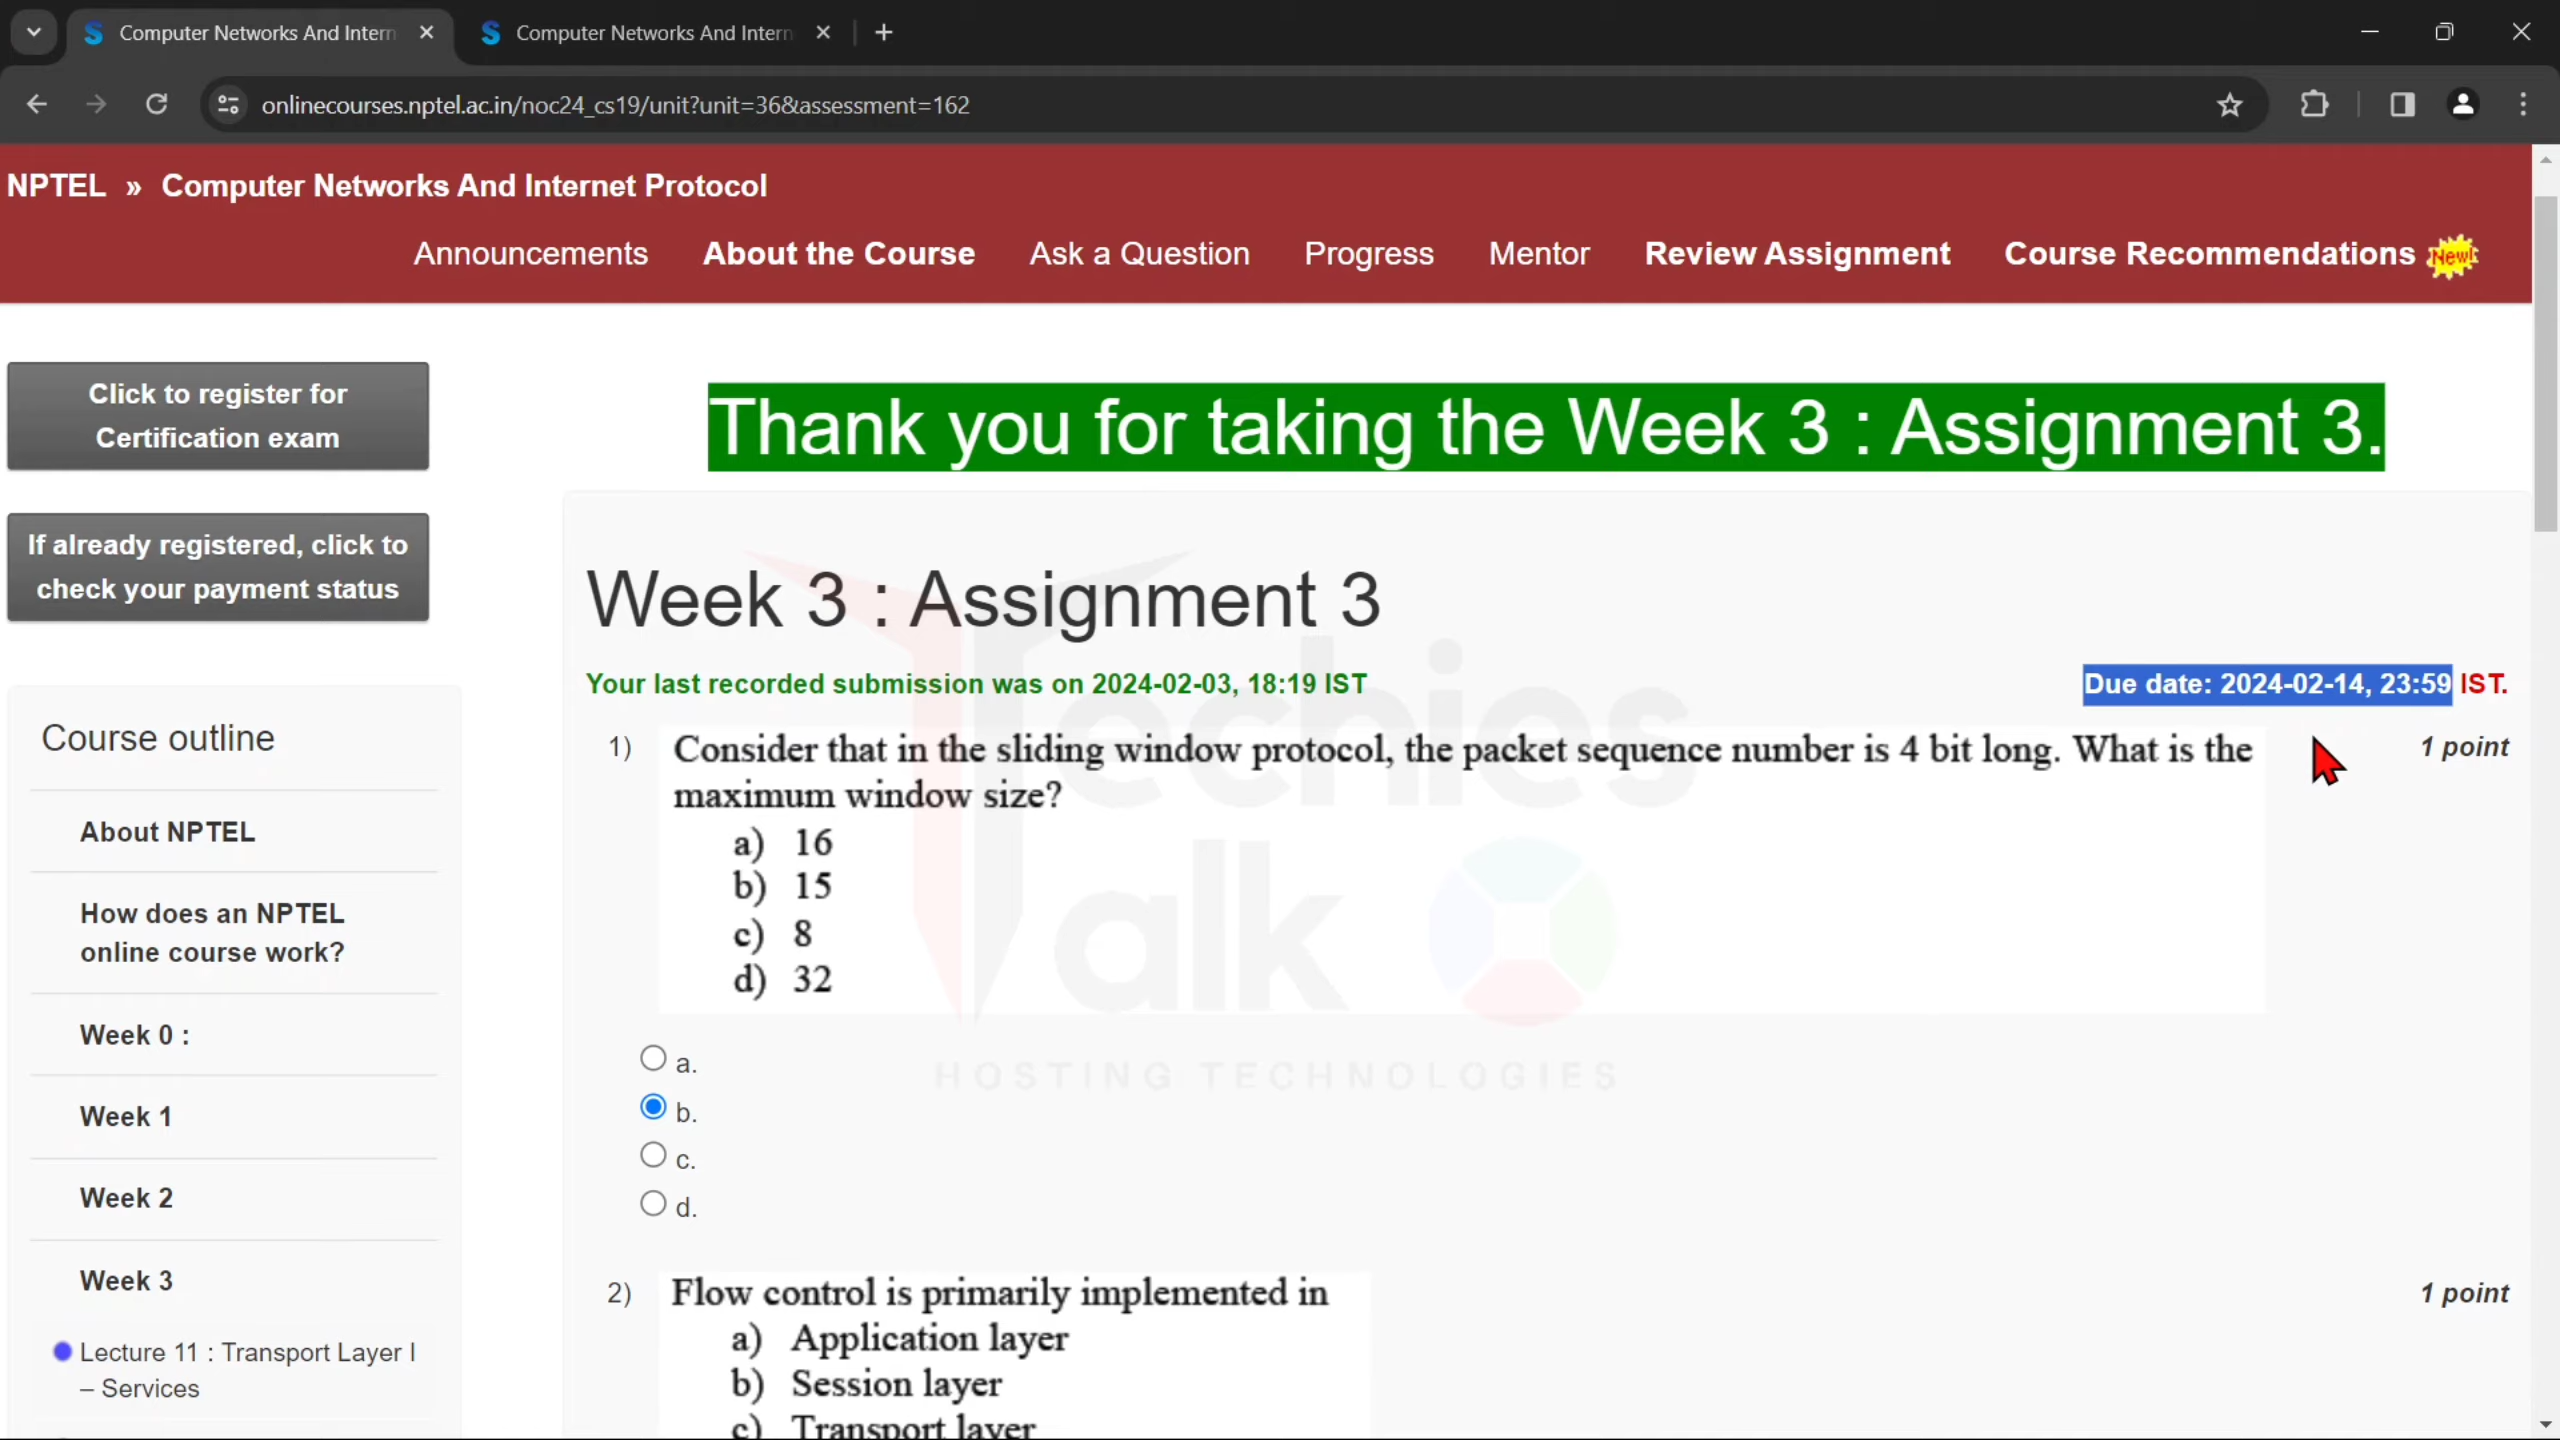 Computer Networks And Intern
Computer Networks And Intern
onlinecourses.nptel.ac.in/noc24_cs19/unit?unit=36&assessment=162
NPTEL » Computer Networks And Internet Protocol
Announcements About the Course Ask a Question Progress Mentor Review Assignment Course Recommendations New!
Click to register for
Certification exam
If already registered, click to
check your payment status
Course outline
About NPTEL
How does an NPTEL
online course work?
Week 0 :
Week 1
Week 2
Week 3
Lecture 11 : Transport Layer I
– Services
Thank you for taking the Week 3 : Assignment 3.
Week 3 : Assignment 3
Your last recorded submission was on 2024-02-03, 18:19 IST
Due date: 2024-02-14, 23:59 IST.
1) Consider that in the sliding window protocol, the packet sequence number is 4 bit long. What is the 1 point
maximum window size?
a) 16
b) 15
c) 8
d) 32
a.
b.
c.
d.
2) Flow control is primarily implemented in 1 point
a) Application layer
b) Session layer
c) Transport layer
Techies
Talk
HOSTING TECHNOLOGIES